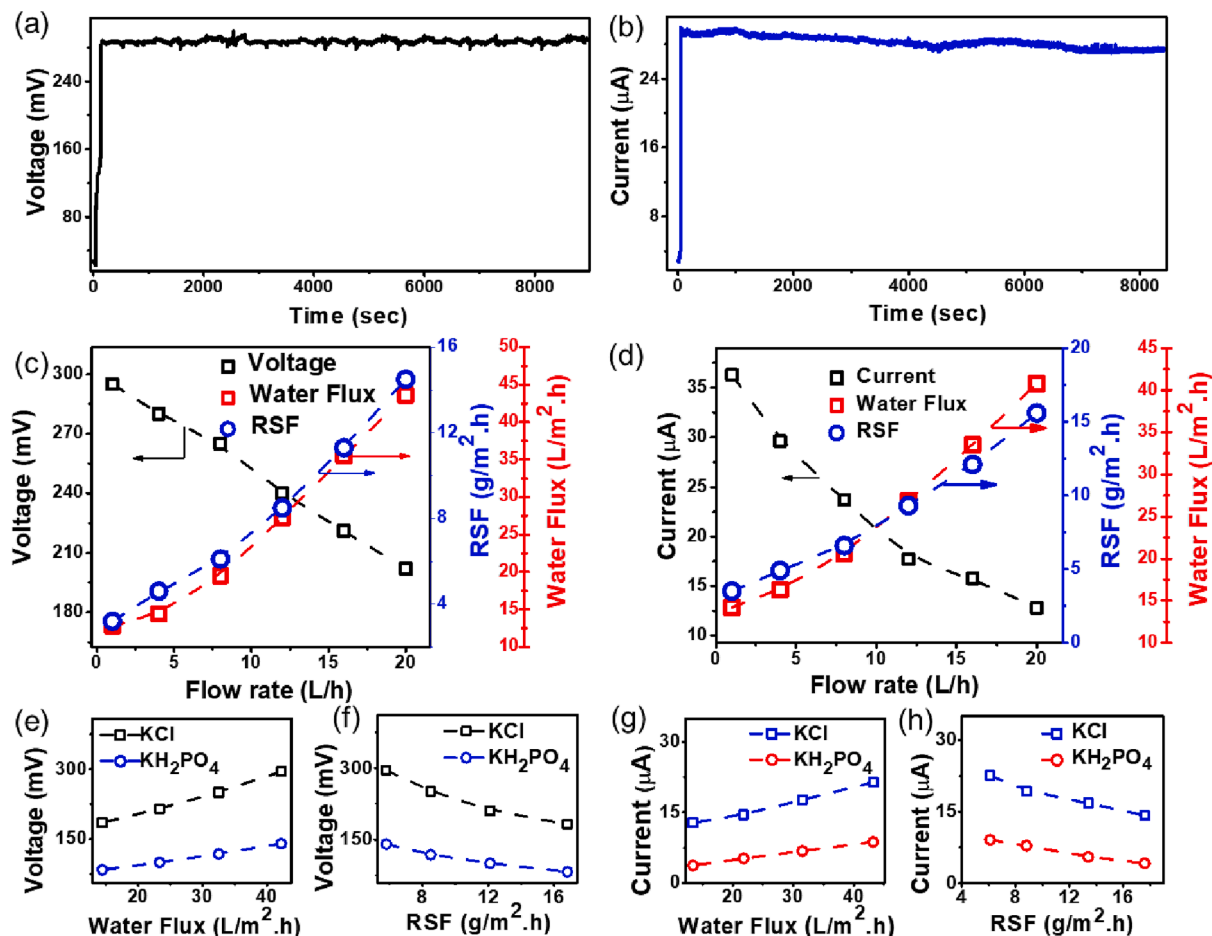 (a)
Voltage (mV)
240
160
80
0
2000
4000
6000
8000
Time (sec)
(b)
Current (µA)
28
24
16
8
0
2000
4000
6000
8000
Time (sec)
(c)
Voltage (mV)
300
270
240
210
180
0
5
10
15
20
Flow rate (L/h)
Voltage
Water Flux
RSF
16
12
8
4
RSF (g/m².h)
50
45
40
35
30
25
20
15
10
Water Flux (L/m².h)
(d)
Current (µA)
35
30
25
20
15
10
0
5
10
15
20
Flow rate (L/h)
Current
Water Flux
RSF
20
15
10
5
0
RSF (g/m².h)
45
40
35
30
25
20
15
10
Water Flux (L/m².h)
(e)
Voltage (mV)
300
150
KCl
KH₂PO₄
20
30
40
Water Flux (L/m².h)
(f)
Voltage (mV)
300
150
KCl
KH₂PO₄
8
12
16
RSF (g/m².h)
(g)
Current (µA)
30
15
0
KCl
KH₂PO₄
20
30
40
Water Flux (L/m².h)
(h)
Current (µA)
30
15
0
KCl
KH₂PO₄
4
8
12
16
RSF (g/m².h)